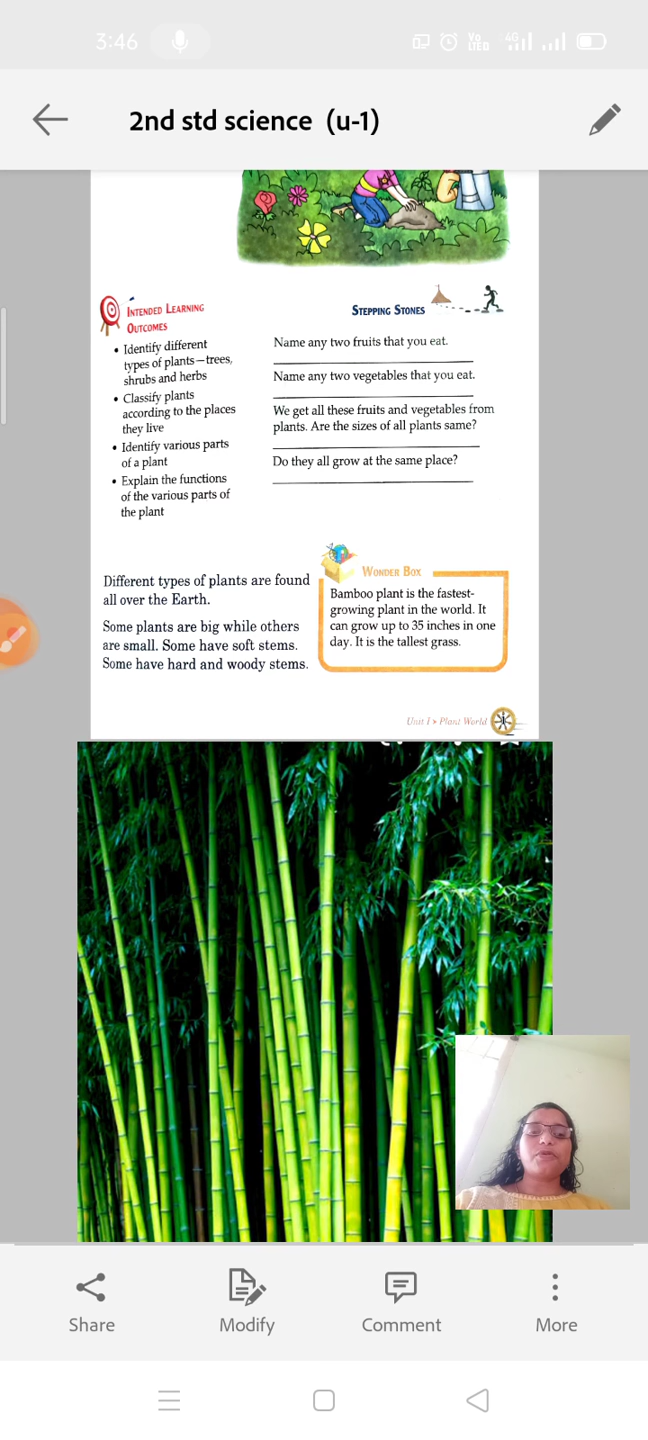 3:46
Vo
LTED
4G
2nd std science (u-1)
INTENDED LEARNING
OUTCOMES
• Identify different
types of plants—trees,
shrubs and herbs
• Classify plants
according to the places
they live
• Identify various parts
of a plant
• Explain the functions
of the various parts of
the plant
STEPPING STONES
Name any two fruits that you eat.
Name any two vegetables that you eat.
We get all these fruits and vegetables from
plants. Are the sizes of all plants same?
Do they all grow at the same place?
Different types of plants are found
all over the Earth.
Some plants are big while others
are small. Some have soft stems.
Some have hard and woody stems.
WONDER BOX
Bamboo plant is the fastest-
growing plant in the world. It
can grow up to 35 inches in one
day. It is the tallest grass.
Unit I > Plant World
Share
Modify
Comment
More